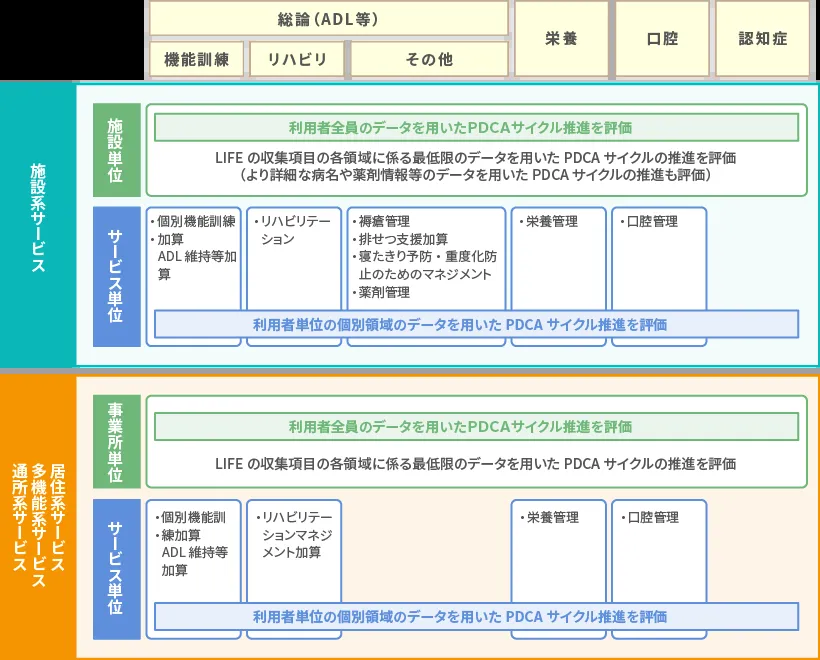 総論(ADL等)
機能訓練
リハビリ
その他
栄養
口腔
認知症
施設系サービス
施設単位
利用者全員のデータを用いたPDCAサイクル推進を評価
LIFE の収集項目の各領域に係る最低限のデータを用いた PDCA サイクルの推進を評価
(より詳細な病名や薬剤情報等のデータを用いた PDCA サイクルの推進も評価)
サービス単位
・個別機能訓練
・加算
ADL 維持等加
算
・リハビリテー
ション
・褥瘡管理
・排せつ支援加算
・寝たきり予防・重度化防
止のためのマネジメント
・薬剤管理
・栄養管理
・口腔管理
利用者単位の個別領域のデータを用いた PDCA サイクル推進を評価
居住系サービス
多機能系サービス
通所系サービス
事業所単位
利用者全員のデータを用いたPDCAサイクル推進を評価
LIFE の収集項目の各領域に係る最低限のデータを用いた PDCA サイクルの推進を評価
サービス単位
・個別機能訓
・練加算
ADL 維持等
加算
・リハビリテー
ションマネジ
メント加算
・栄養管理
・口腔管理
利用者単位の個別領域のデータを用いた PDCA サイクル推進を評価